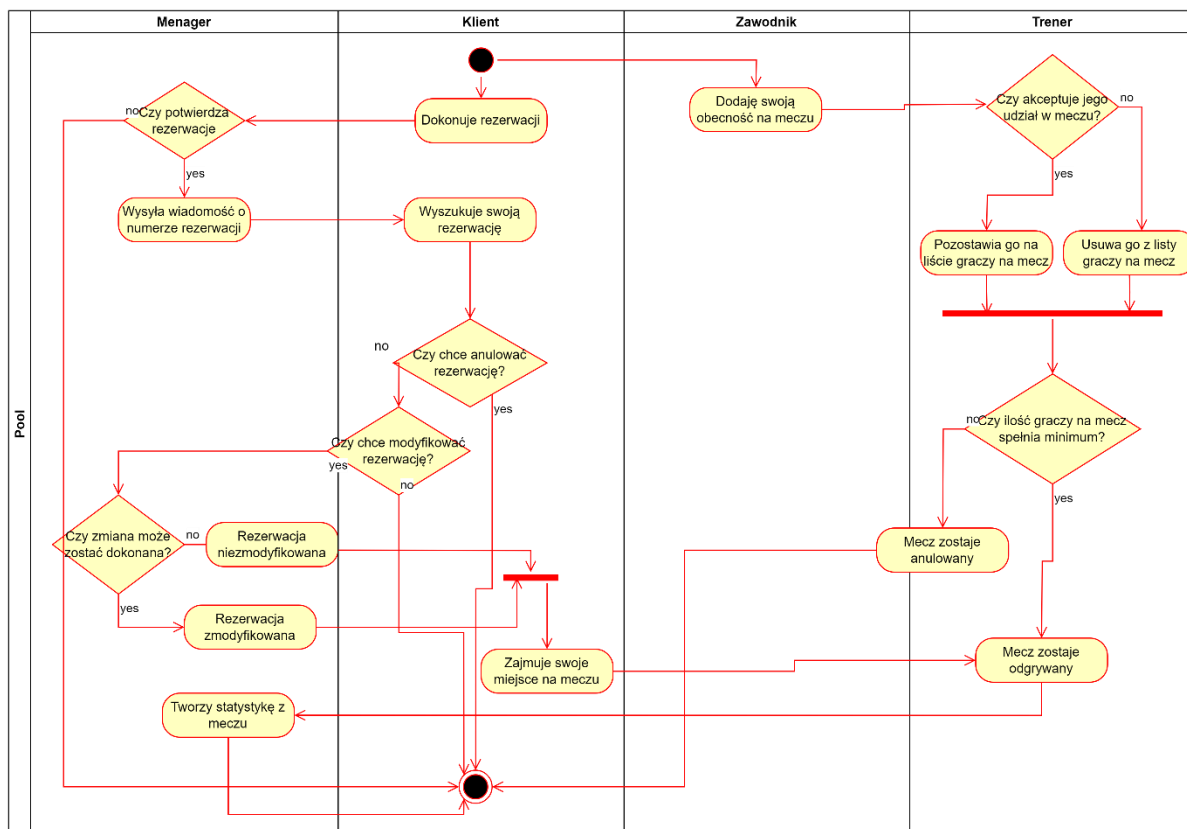 Menager
Klient
Zawodnik
Trener
Pool
no
Czy potwierdza
rezerwacje
yes
Dokonuje rezerwacji
Dodaję swoją
obecność na meczu
Czy akceptuje jego
udział w meczu?
no
yes
Wysyła wiadomość o
numerze rezerwacji
Wyszukuje swoją
rezerwację
Pozostawia go na
liście graczy na mecz
Usuwa go z listy
graczy na mecz
no
Czy chce anulować
rezerwację?
yes
Czy chce modyfikować
rezerwację?
yes
no
no
Czy ilość graczy na mecz
spełnia minimum?
yes
Czy zmiana może
zostać dokonana?
no
yes
Rezerwacja
niezmodyfikowana
Mecz zostaje
anulowany
Rezerwacja
zmodyfikowana
Zajmuje swoje
miejsce na meczu
Mecz zostaje
odgrywany
Tworzy statystykę z
meczu